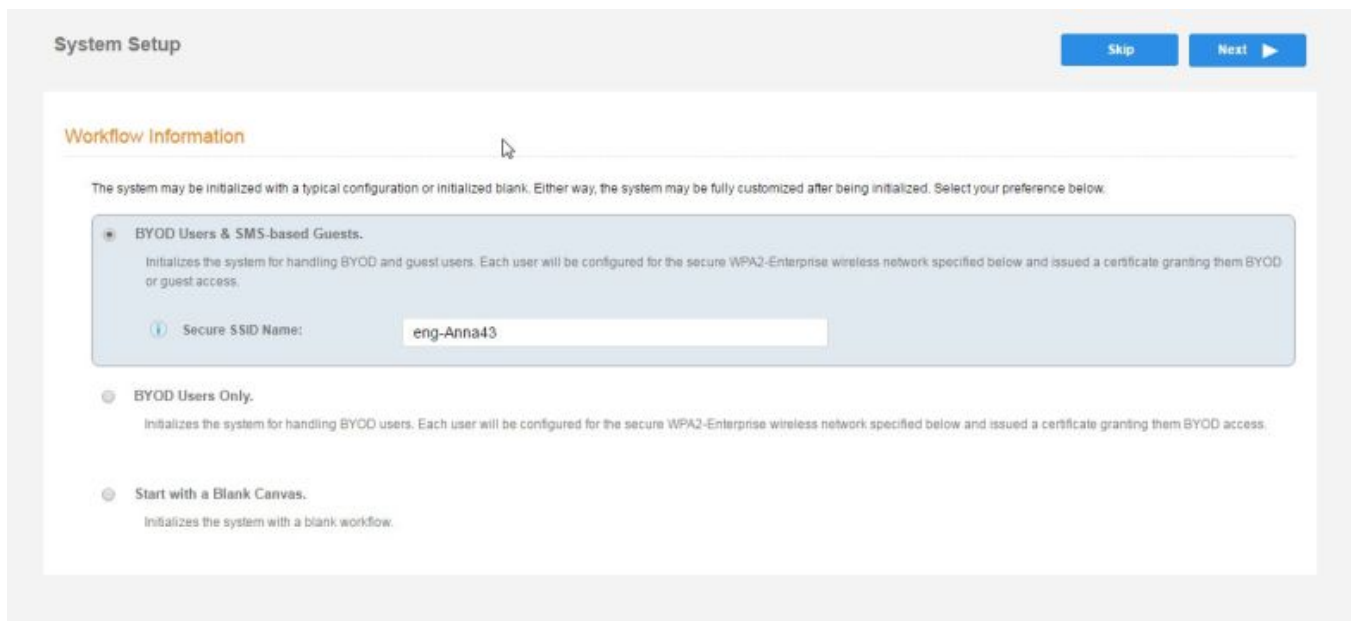 System Setup
Skip
Next
Workflow Information
The system may be initialized with a typical configuration or initialized blank. Either way, the system may be fully customized after being initialized. Select your preference below.
BYOD Users & SMS-based Guests.
Initializes the system for handling BYOD and guest users. Each user will be configured for the secure WPA2-Enterprise wireless network specified below and issued a certificate granting them BYOD
or guest access.
Secure SSID Name:
eng-Anna43
BYOD Users Only.
Initializes the system for handling BYOD users. Each user will be configured for the secure WPA2-Enterprise wireless network specified below and issued a certificate granting them BYOD access.
Start with a Blank Canvas.
Initializes the system with a blank workflow.